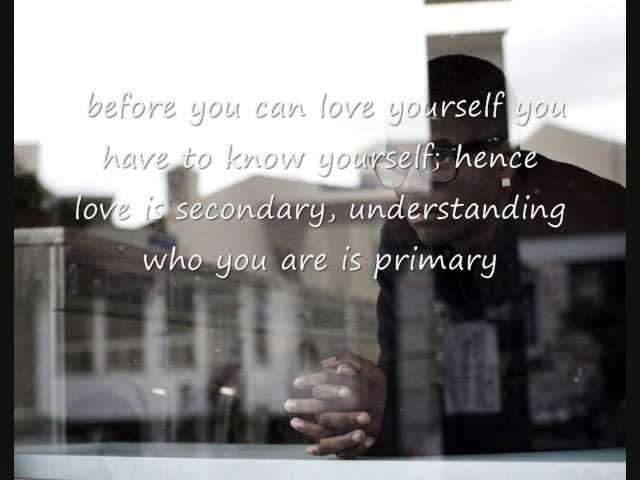 before you can love yourself you
have to know yourself; hence
love is secondary, understanding
who you are is primary